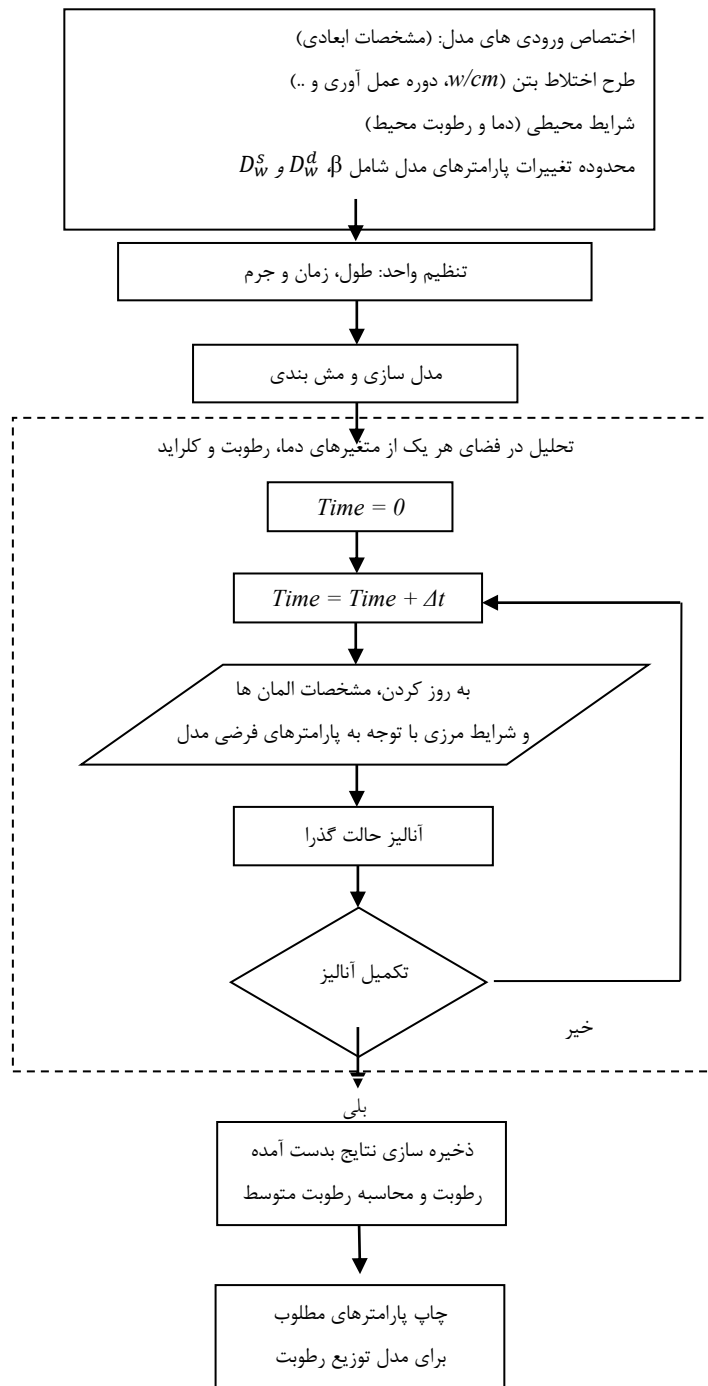 اختصاص ورودی های مدل: (مشخصات ابعادی)
طرح اختلاط بتن (w/cm، دوره عمل آوری و ..)
شرایط محیطی (دما و رطوبت محیط)
محدوده تغییرات پارامترهای مدل شامل β، D_w^d و D_w^s
تنظیم واحد: طول، زمان و جرم
مدل سازی و مش بندی
تحلیل در فضای هر یک از متغیرهای دما، رطوبت و کلراید
Time = 0
Time = Time + Δt
به روز کردن، مشخصات المان ها
و شرایط مرزی با توجه به پارامترهای فرضی مدل
آنالیز حالت گذرا
تکمیل آنالیز
خیر
بلی
ذخیره سازی نتایج بدست آمده
رطوبت و محاسبه رطوبت متوسط
چاپ پارامترهای مطلوب
برای مدل توزیع رطوبت